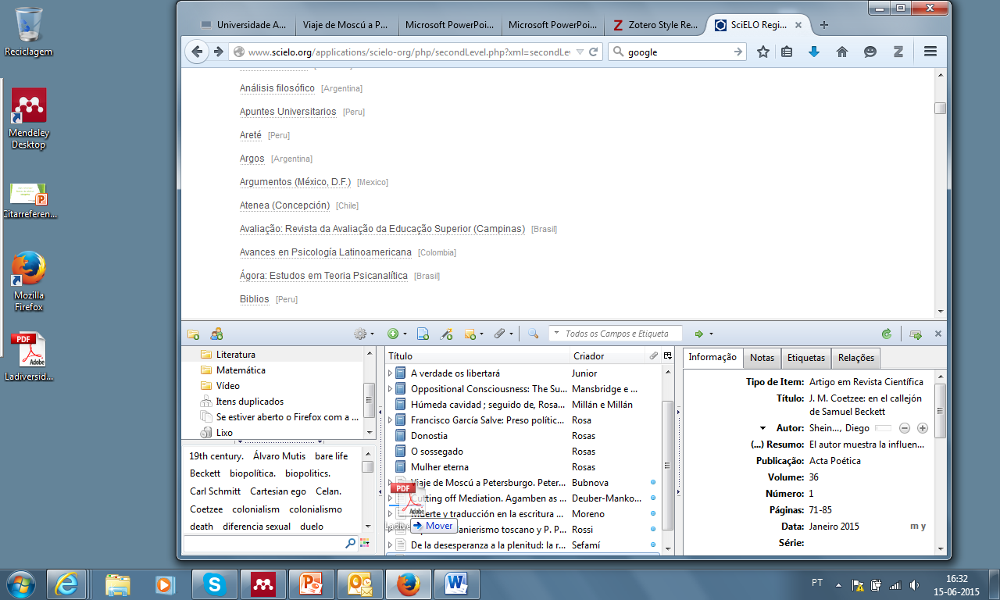 Reciclagem
Mendeley
Desktop
Citarreferen...
Mozilla
Firefox
PDF
Adobe
Ladiversid...
Universidade A...
Viaje de Moscú a P...
Microsoft PowerPoi...
Microsoft PowerPoi...
Z Zotero Style Re...
SciELO Regi...
www.scielo.org/applications/scielo-org/php/secondLevel.php?xml=secondLe
google
Z
Análisis filosófico [Argentina]
Apuntes Universitarios [Peru]
Areté [Peru]
Argos [Argentina]
Argumentos (México, D.F.) [Mexico]
Atenea (Concepción) [Chile]
Avaliação: Revista da Avaliação da Educação Superior (Campinas) [Brasil]
Avances en Psicología Latinoamericana [Colombia]
Ágora: Estudos em Teoria Psicanalítica [Brasil]
Biblios [Peru]
Todos os Campos e Etiqueta
Literatura
Matemática
Vídeo
Itens duplicados
Se estiver aberto o Firefox com a ...
Lixo
19th century. Álvaro Mutis bare life
Beckett biopolítica. biopolitics.
Carl Schmitt Cartesian ego Celan.
Coetzee colonialism colonialismo
death diferencia sexual duelo
Título Criador
A verdade os libertará Junior
Oppositional Consciousness: The Su... Mansbridge e ...
Húmeda cavidad ; seguido de, Rosa... Millán e Millán
Francisco García Salve: Preso polític... Rosa
Donostia Rosas
O sossegado Rosas
Mulher eterna Rosas
Viaje de Moscú a Petersburgo. Peter... Bubnova
Cutting off Mediation. Agamben as ... Deuber-Manko...
Muerte y traducción en la escritura ... Moreno
manierismo toscano y P. P... Rossi
De la desesperanza a la plenitud: la r... Sefamí
PDF
Adobe
Mover
Informação Notas Etiquetas Relações
Tipo de Item: Artigo em Revista Científica
Título: J. M. Coetzee: en el callejón
de Samuel Beckett
Autor: Shein..., Diego
(...) Resumo: El autor muestra la influen...
Publicação: Acta Poética
Volume: 36
Número: 1
Páginas: 71-85
Data: Janeiro 2015 m y
Série:
PT
16:32
15-06-2015